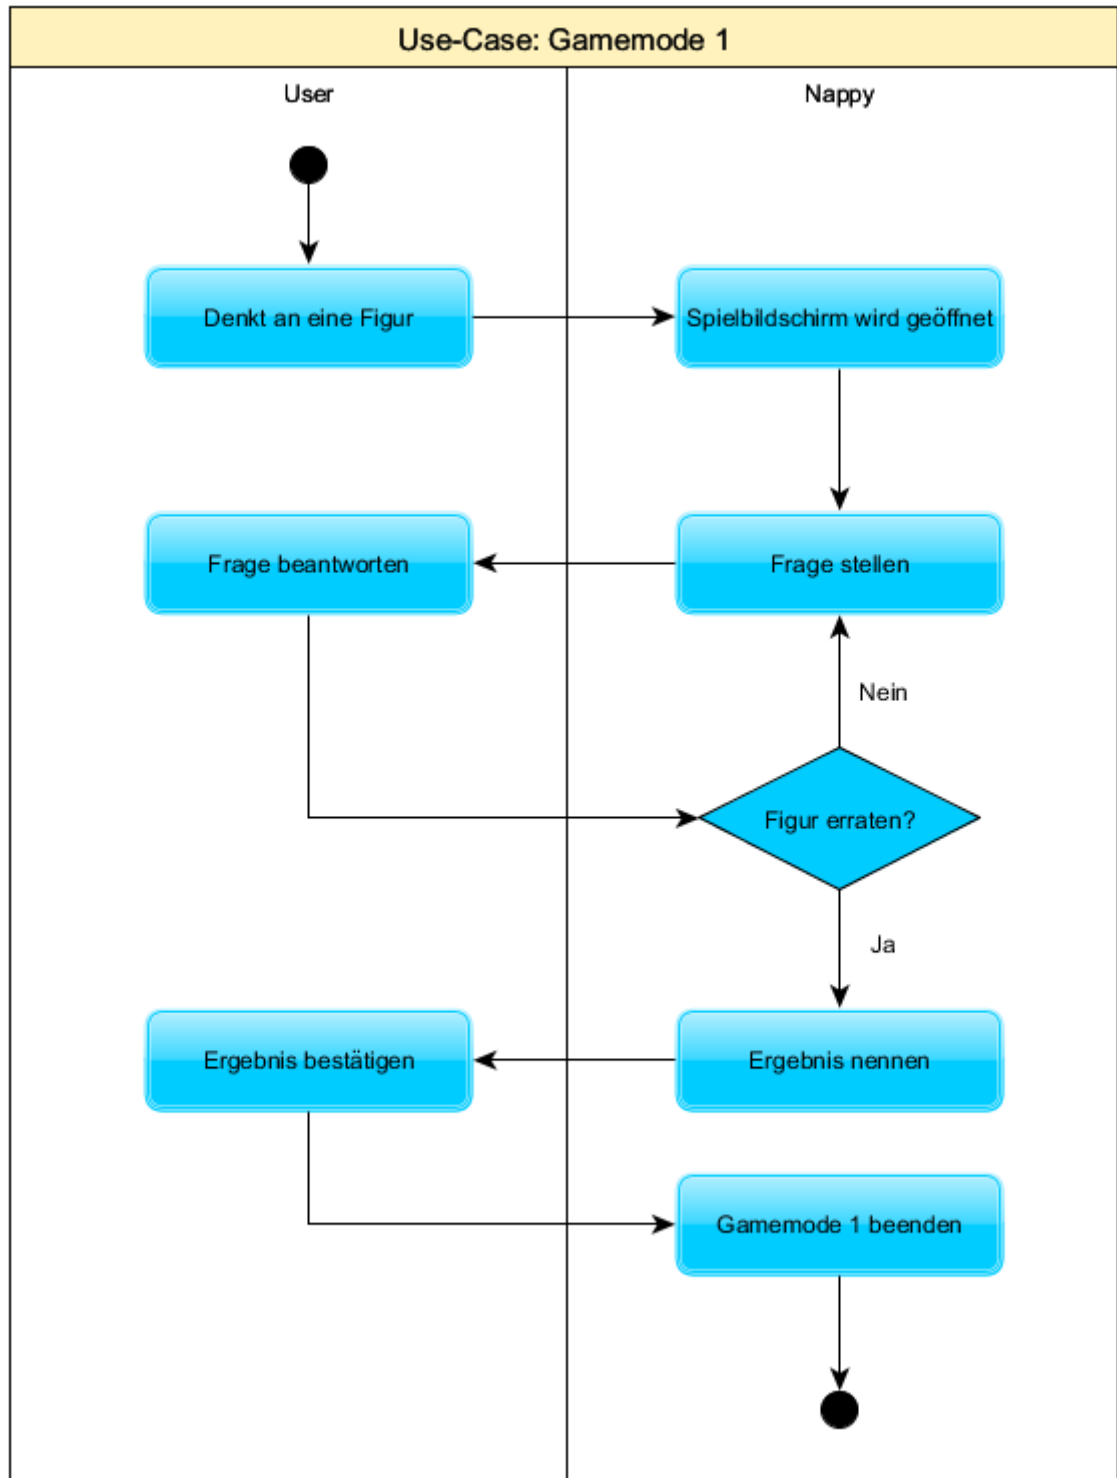 Use-Case: Gamemode 1
User
Nappy
Denkt an eine Figur
Spielbildschirm wird geöffnet
Frage beantworten
Frage stellen
Nein
Figur erraten?
Ja
Ergebnis bestätigen
Ergebnis nennen
Gamemode 1 beenden